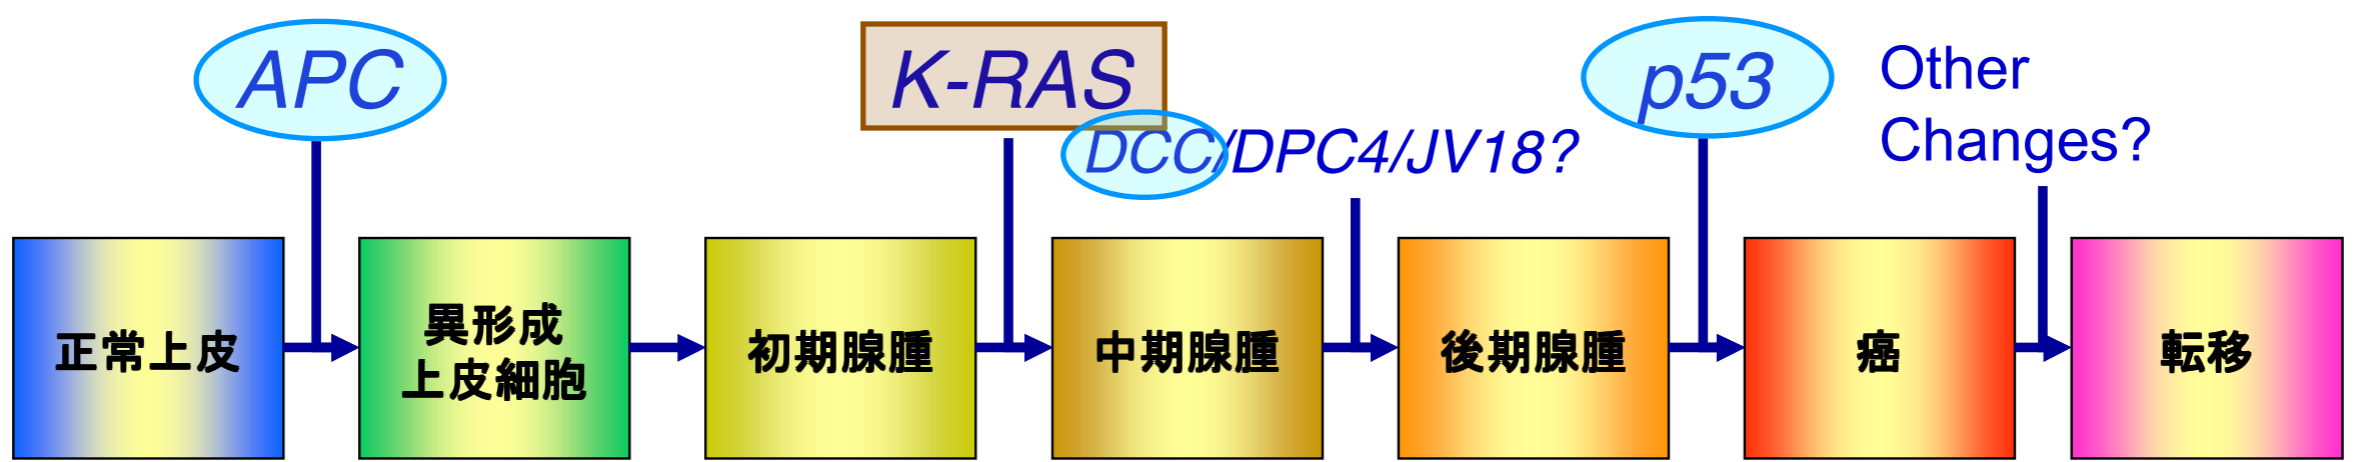 APC
K-RAS
DCC/DPC4/JV18?
p53
Other
Changes?
正常上皮
異形成
上皮細胞
初期腺腫
中期腺腫
後期腺腫
癌
転移